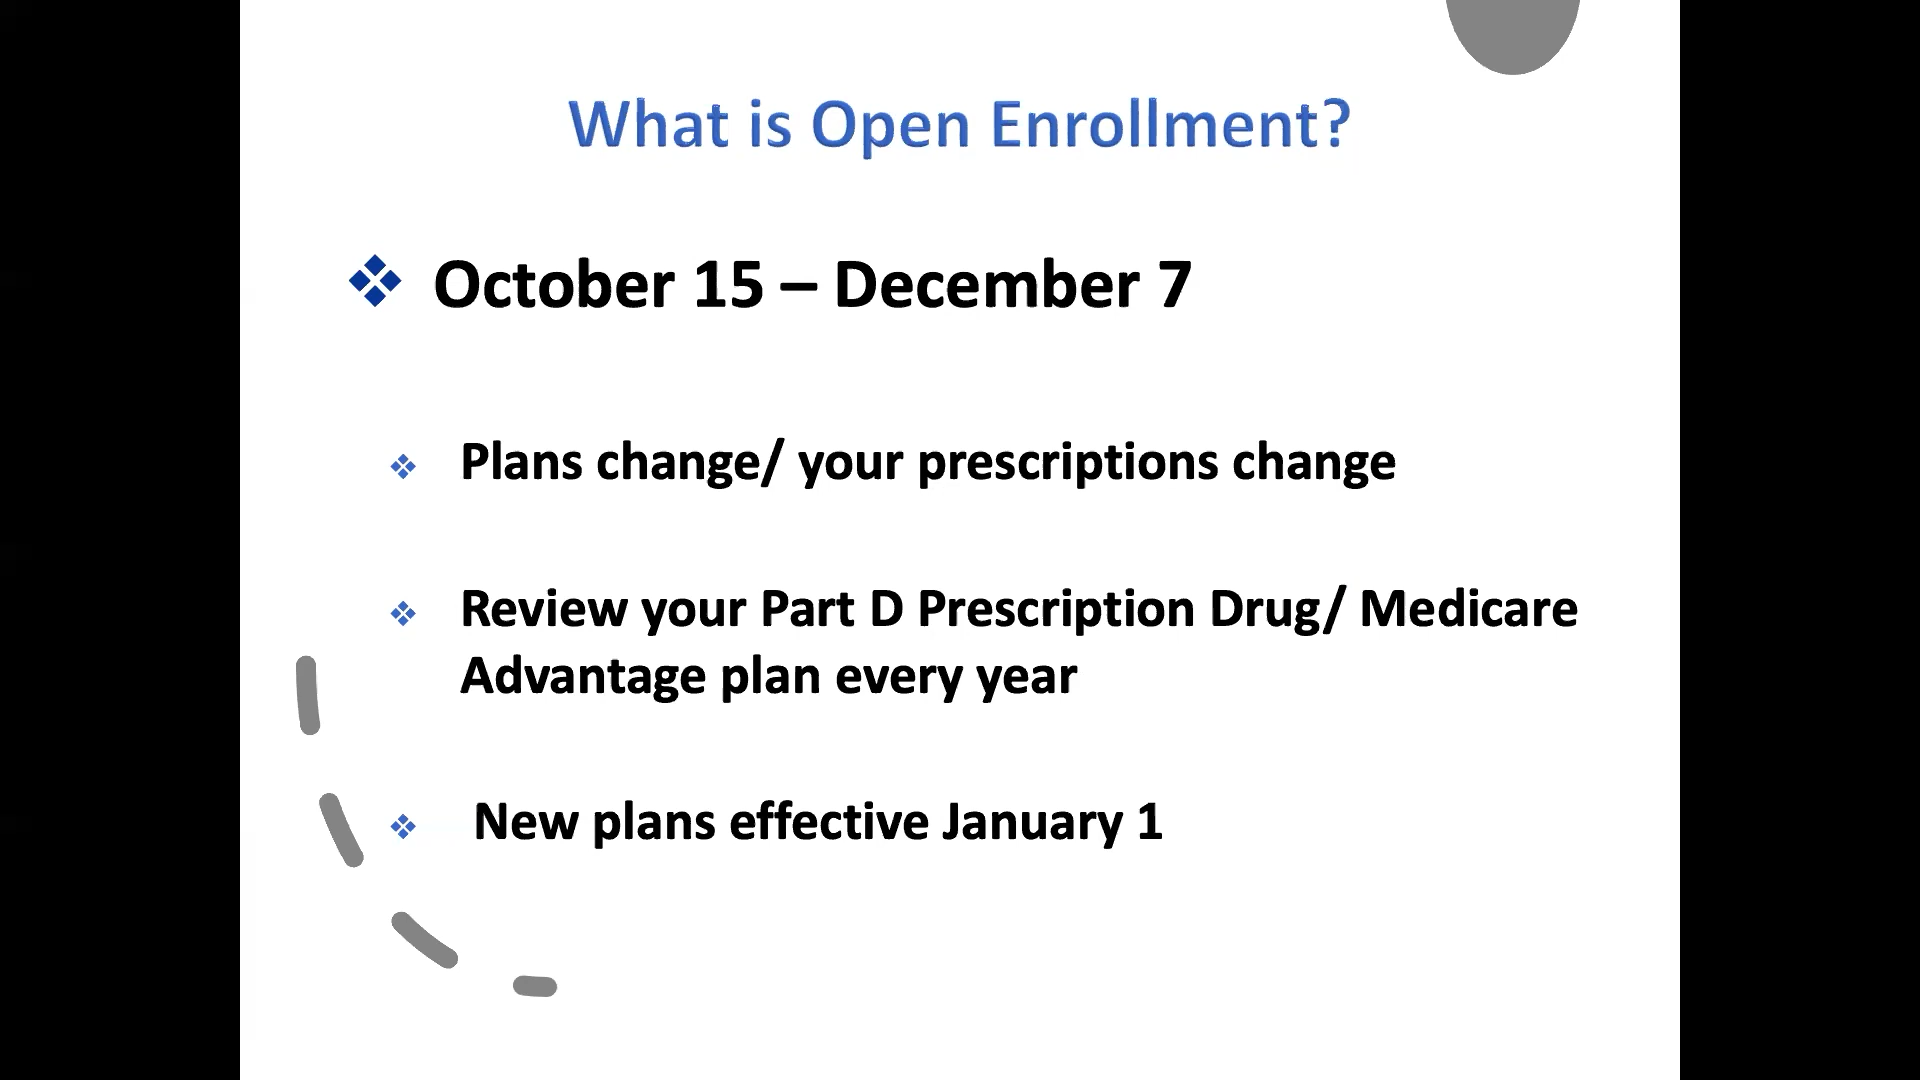 What is Open Enrollment?
October 15 – December 7
Plans change/ your prescriptions change
Review your Part D Prescription Drug/ Medicare
Advantage plan every year
New plans effective January 1